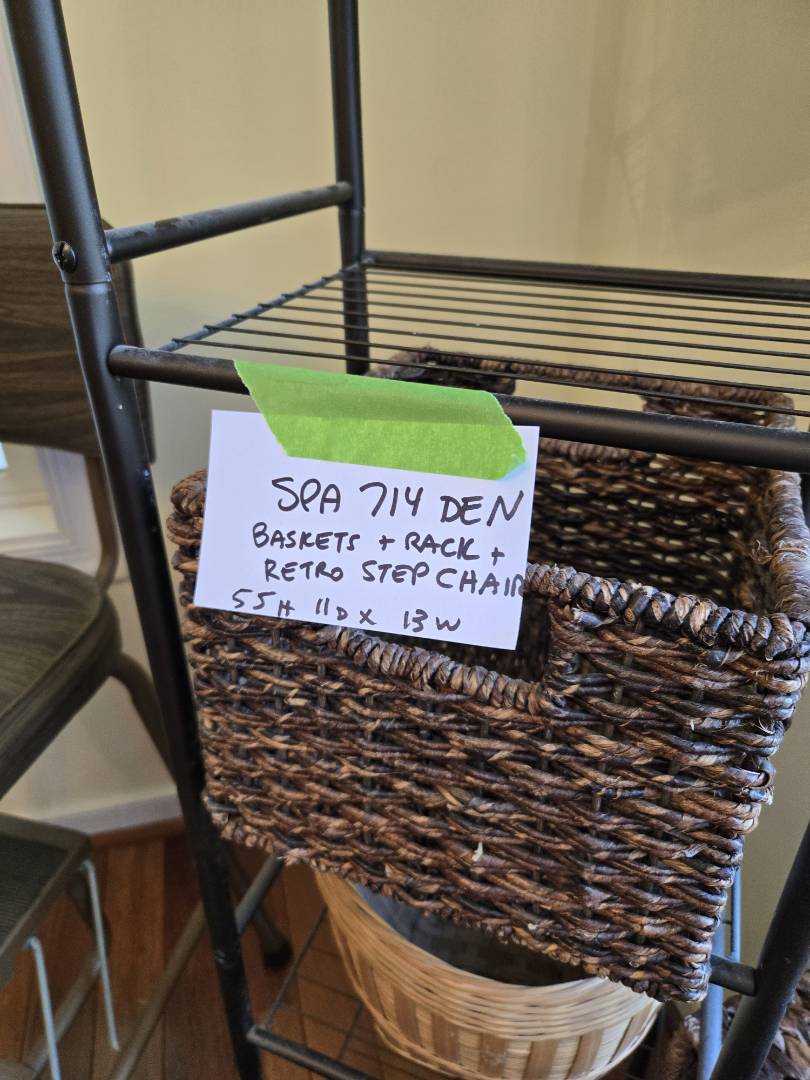 SPA 714 DEN
BASKETS + RACK +
RETRO STEP CHAIR
55H 11D X 13W